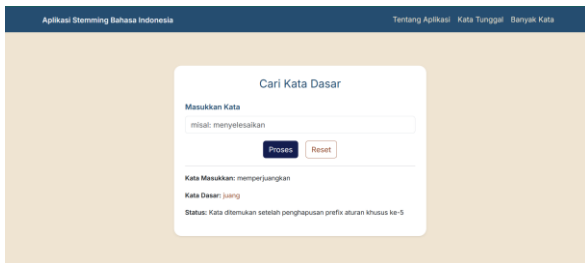 Aplikasi Stemming Bahasa Indonesia
Tentang Aplikasi Kata Tunggal Banyak Kata
Cari Kata Dasar
Masukkan Kata
misal: menyelesaikan
Proses Reset
Kata Masukkan: memperjuangkan
Kata Dasar: juang
Status: Kata ditemukan setelah penghapusan prefix aturan khusus ke-5